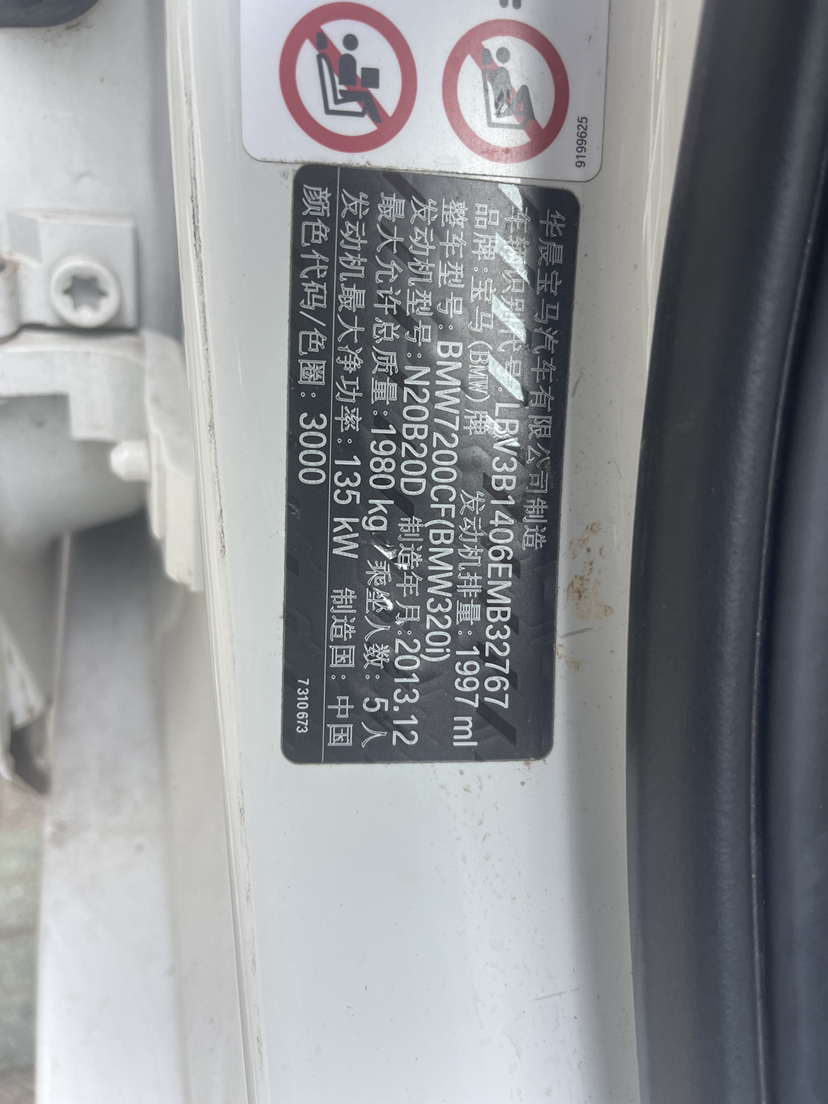 9199625
华晨宝马汽车有限公司制造
车辆识别代号:LBV3B1406EMB32767
品牌:宝马(BMW)牌 发动机排量:1997 ml
整车型号:BMW7200CF(BMW320i)
发动机型号:N20B20D 制造年月:2013.12
最大允许总质量:1980 kg 乘坐人数:5人
发动机最大净功率:135 kW 制造国:中国
颜色代码/色圈:3000
7 310 673